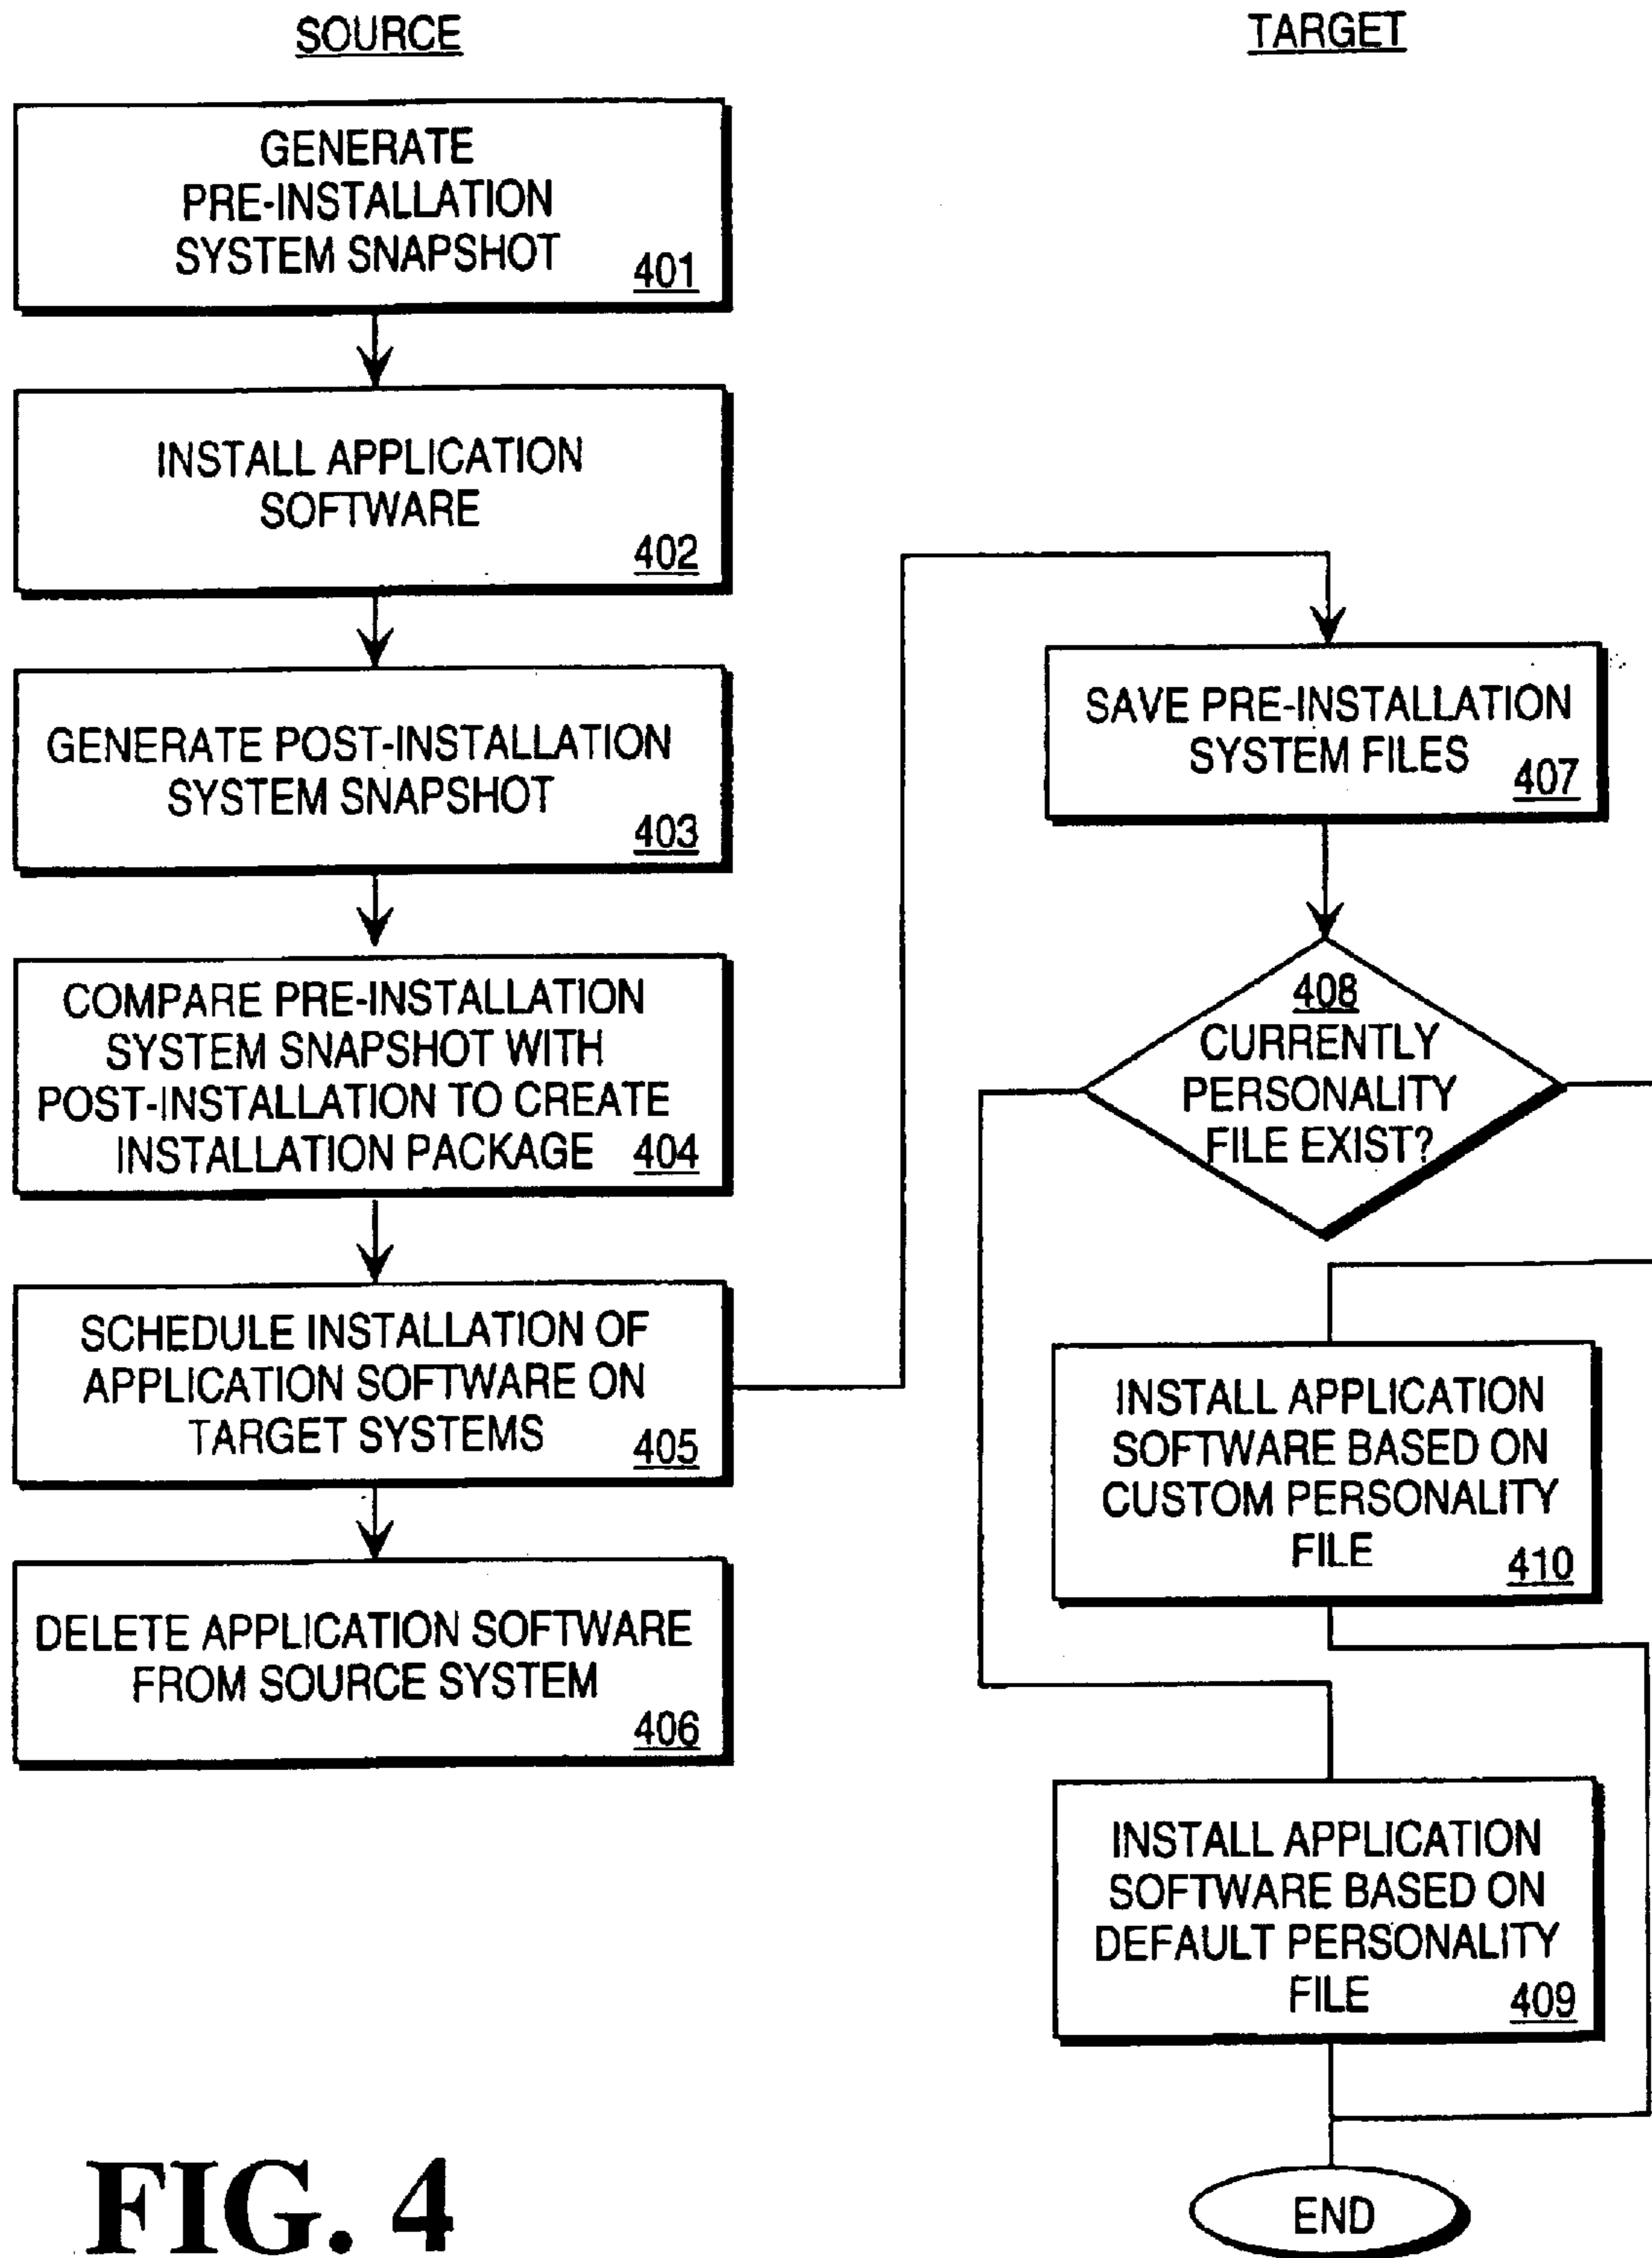 SOURCE
GENERATE
PRE-INSTALLATION
SYSTEM SNAPSHOT
401
INSTALL APPLICATION
SOFTWARE
402
GENERATE POST-INSTALLATION
SYSTEM SNAPSHOT
403
COMPARE PRE-INSTALLATION
SYSTEM SNAPSHOT WITH
POST-INSTALLATION TO CREATE
INSTALLATION PACKAGE 404
SCHEDULE INSTALLATION OF
APPLICATION SOFTWARE ON
TARGET SYSTEMS
405
DELETE APPLICATION SOFTWARE
FROM SOURCE SYSTEM
406
TARGET
SAVE PRE-INSTALLATION
SYSTEM FILES
407
408
CURRENTLY
PERSONALITY
FILE EXIST?
INSTALL APPLICATION
SOFTWARE BASED ON
CUSTOM PERSONALITY
FILE
410
INSTALL APPLICATION
SOFTWARE BASED ON
DEFAULT PERSONALITY
FILE
409
END
FIG. 4